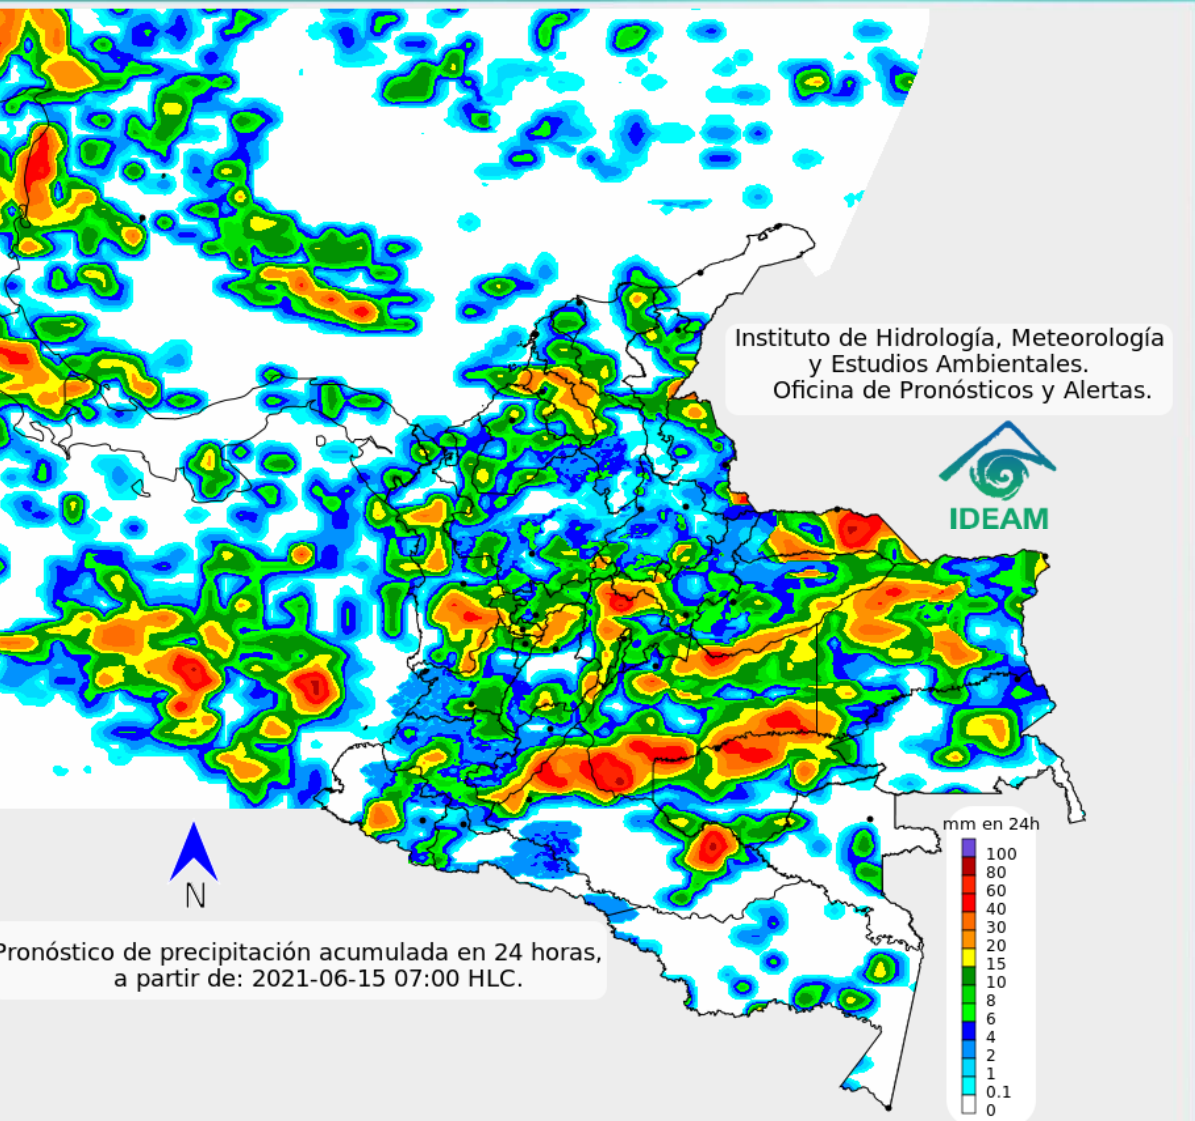 Instituto de Hidrología, Meteorología
y Estudios Ambientales.
Oficina de Pronósticos y Alertas.
IDEAM
mm en 24h
100
80
60
40
30
20
15
10
8
6
4
2
1
0.1
0
N
Pronóstico de precipitación acumulada en 24 horas,
a partir de: 2021-06-15 07:00 HLC.